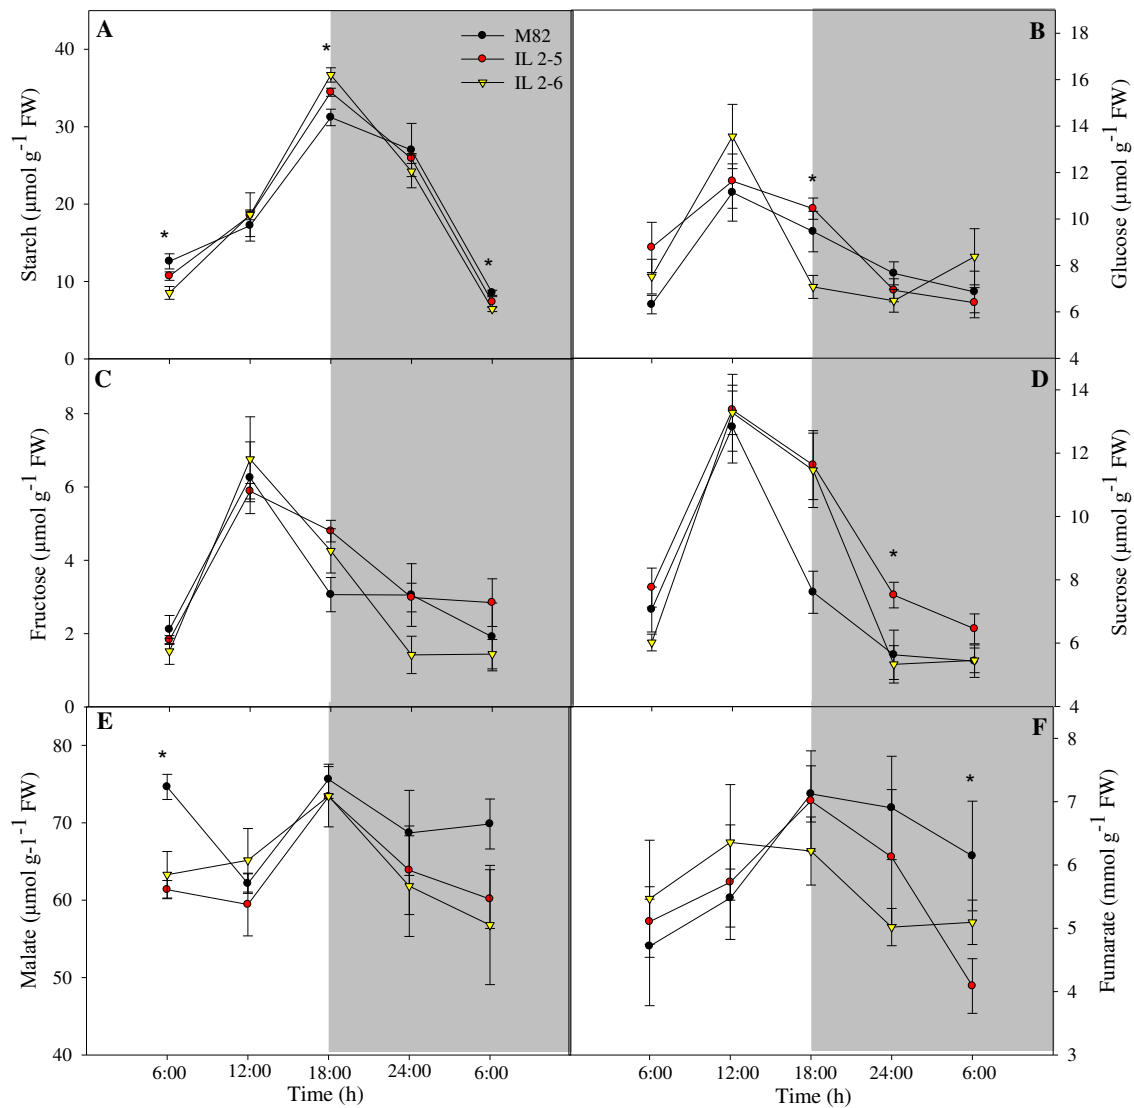 A
*
*
*
M82
IL 2-5
IL 2-6
40
30
20
10
0
Starch (µmol g⁻¹ FW)
B
*
18
16
14
12
10
8
6
4
Glucose (µmol g⁻¹ FW)
C
8
6
4
2
0
Fructose (µmol g⁻¹ FW)
D
*
14
12
10
8
6
4
Sucrose (µmol g⁻¹ FW)
E
*
80
70
60
50
40
Malate (µmol g-1⁻¹ FW)
6:00 12:00 18:00 24:00 6:00
Time (h)
F
*
8
7
6
5
4
3
Fumarate (mmol g⁻¹ FW)
6:00 12:00 18:00 24:00 6:00
Time (h)